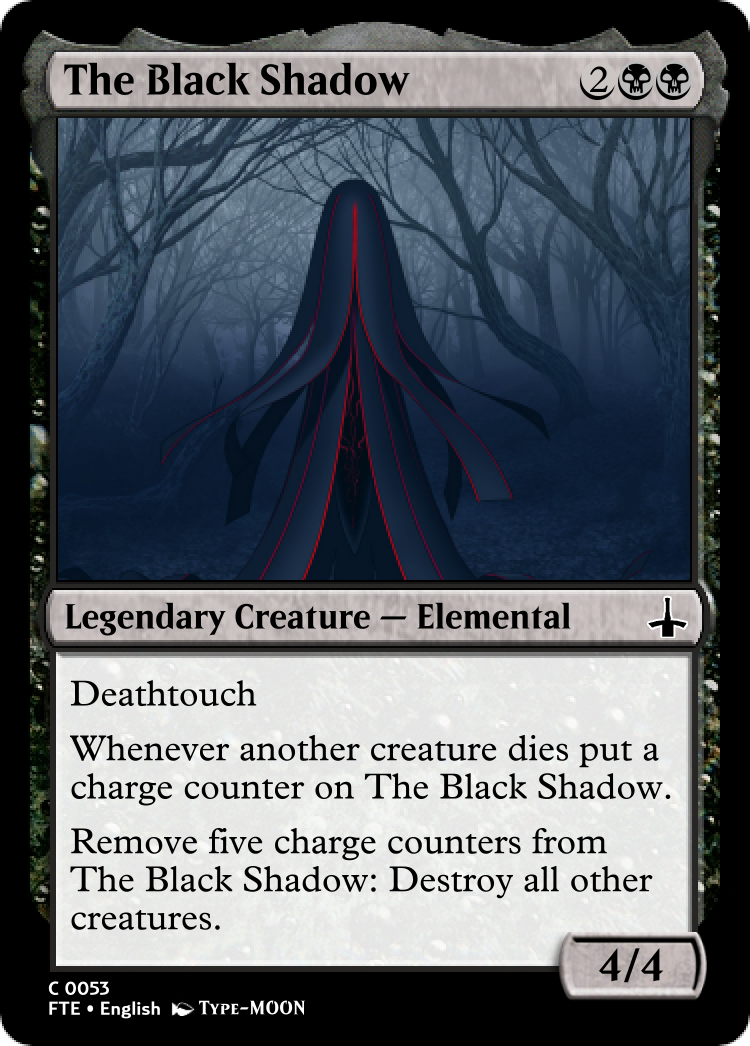 The Black Shadow 2
Legendary Creature — Elemental
Deathtouch
Whenever another creature dies put a
charge counter on The Black Shadow.
Remove five charge counters from
The Black Shadow: Destroy all other
creatures.
4/4
C 0053
FTE • English Type-MOON